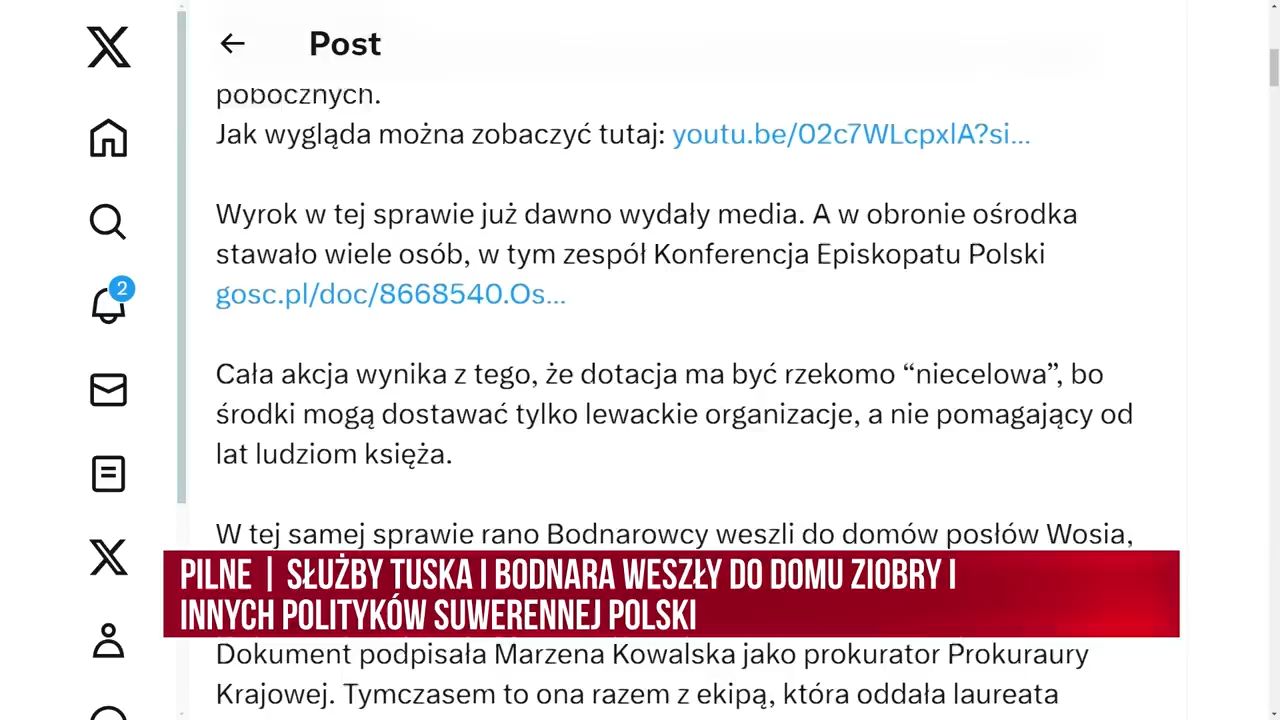 Post
pobocznych.
Jak wygląda można zobaczyć tutaj: youtu.be/02c7WLcpxlA?si...
Wyrok w tej sprawie już dawno wydały media. A w obronie ośrodka
stawało wiele osób, w tym zespół Konferencja Episkopatu Polski
gosc.pl/doc/8668540.Os...
Cała akcja wynika z tego, że dotacja ma być rzekomo “niecelowa”, bo
środki mogą dostawać tylko lewackie organizacje, a nie pomagający od
lat ludziom księża.
W tej samej sprawie rano Bodnarowcy weszli do domów posłów Wosia,
PILNE | SŁUŻBY TUSKA I BODNARA WESZŁY DO DOMU ZIOBRY I
INNYCH POLITYKÓW SUWERENNEJ POLSKI
Dokument podpisała Marzena Kowalska jako prokurator Prokuraury
Krajowej. Tymczasem to ona razem z ekipą, która oddała laureata
2